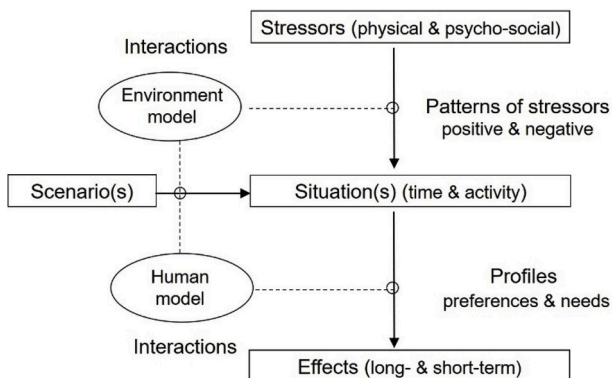 Stressors (physical & psycho-social)
Interactions
Environment
model
Patterns of stressors
positive & negative
Scenario(s)
Situation(s) (time & activity)
Human
model
Profiles
preferences & needs
Interactions
Effects (long- & short-term)